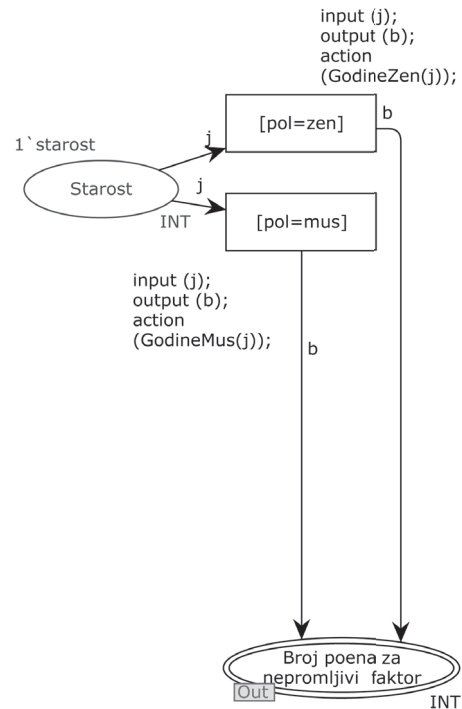 input (j);
output (b);
action
(GodineZen(j));
b
[pol=zen]
1`starost
j
Starost
j
INT
[pol=mus]
input (j);
output (b);
action
(GodineMus(j));
b
Broj poena za
nepromljivi faktor
Out
INT